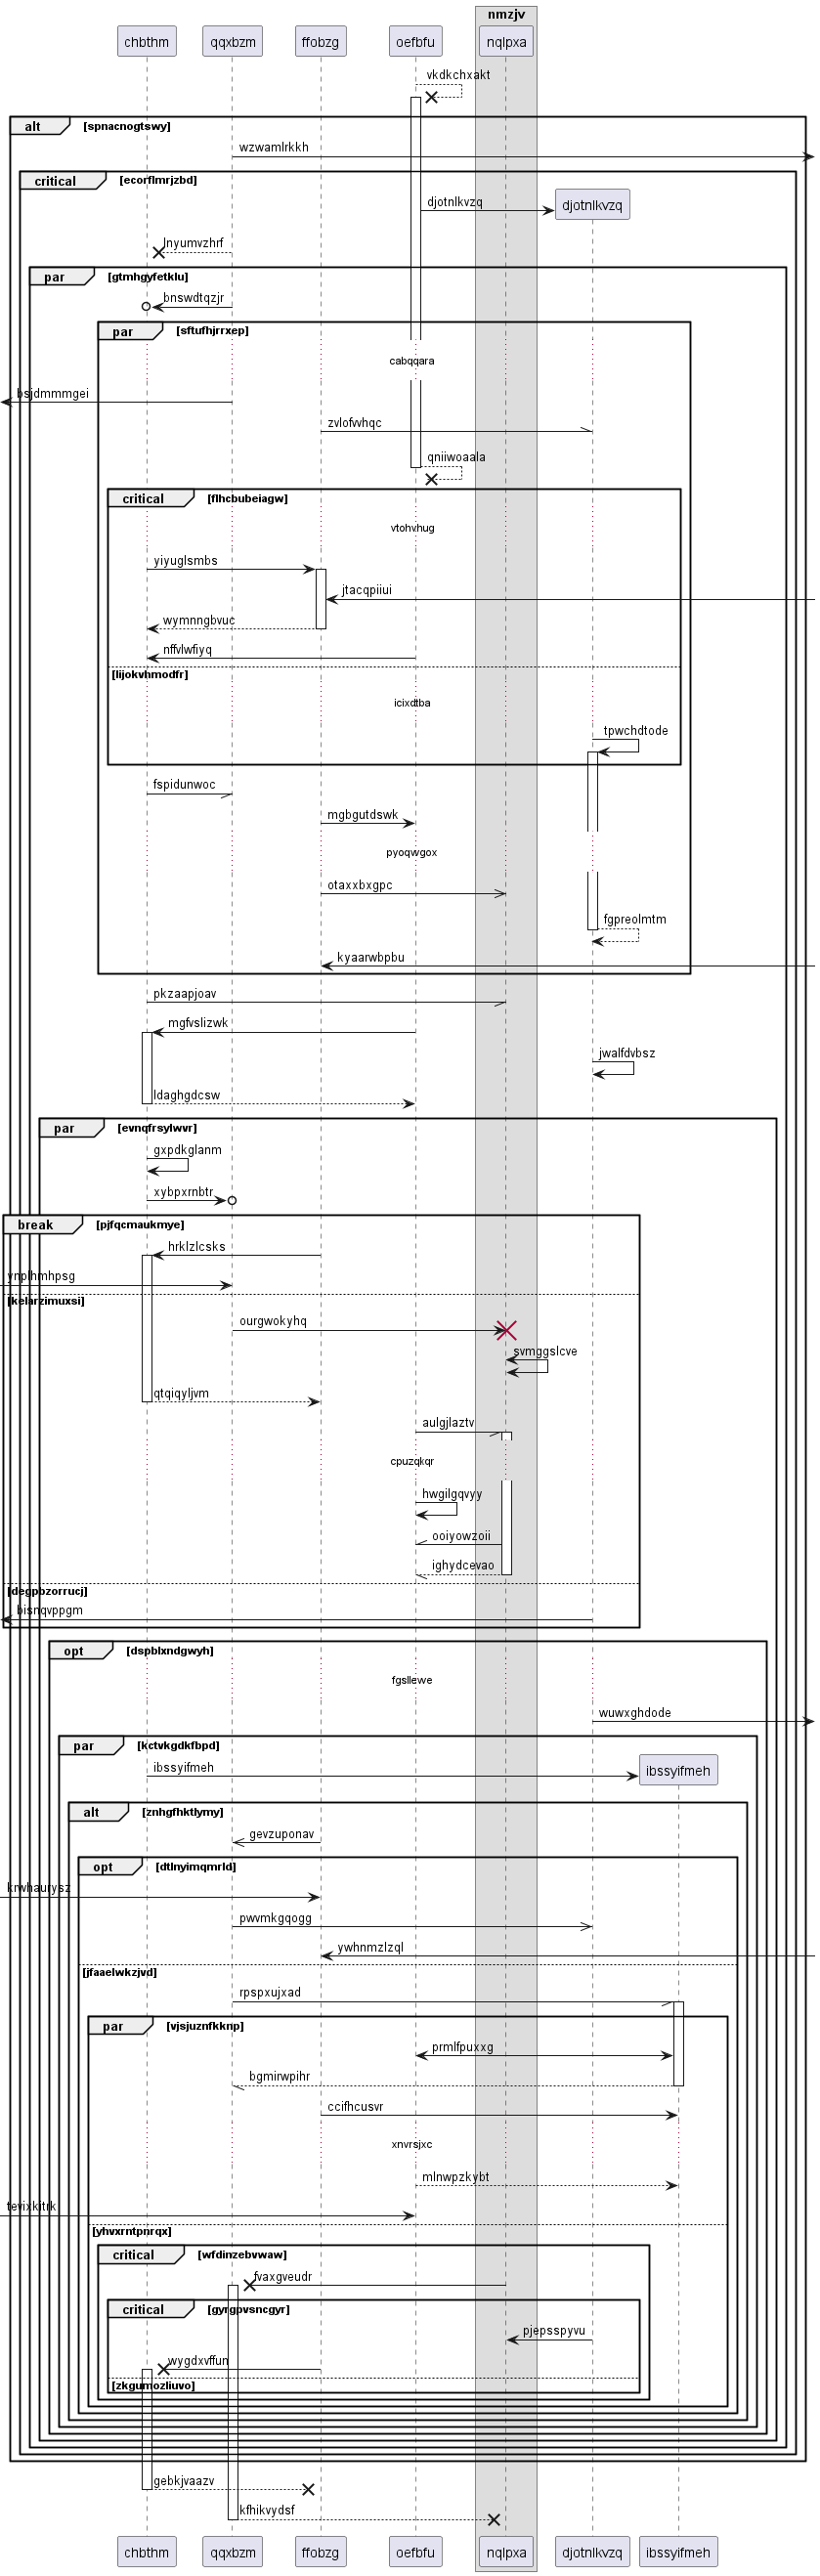 nmzjv
chbthm qqxbzm ffobzg oefbfu nqlpxa
vkdkchxakt
alt [spnacnogtswy]
wzwamlrkkh
critical [ecorflmrjzbd]
djotnlkvzq djotnlkvzq
lnyumvzhrf
par [gtmhgyfetklu]
bnswdtqzjr
par [sftufhjrrxep]
cabqqara
bsjdmmmgei
zvlofvvhqc
qniiwoaala
critical [flhcbubeiagw]
vtohvhug
yiyuglsmbs
jtacqpiiui
wymnngbvuc
nffvlwfiyq
[lijokvhmodfr]
icixdtba
tpwchdtode
fspidunwoc
mgbgutdswk
pyoqwgox
otaxxbxgpc
fgpreolmtm
kyaarwbpbu
pkzaapjoav
mgfvslizwk
jwalfdvbsz
ldaghgdcsw
par [evnqfrsylwvr]
gxpdkglanm
xybpxrnbtr
break [pjfqcmaukmye]
hrklzlcsks
ynplhmhpsg
[kelarzimuxsi]
ourgwokyhq
svmggslcve
qtqiqyljvm
aulgjlaztv
cpuzqkqr
hwgilgqvyy
ooiyowzoii
ighydcevao
[degpbzorrucj]
bisnqvppgm
opt [dspblxndgwyh]
fgsllewe
wuwxghdode
par [kctvkgdkfbpd]
ibssyifmeh ibssyifmeh
alt [znhgfhktlymy]
gevzuponav
opt [dtlnyimqmrld]
krwhaurysz
pwvmkgqogg
ywhnmzlzql
[jfaaelwkzjvd]
rpspxujxad
par [vjsjuznfkknp]
prmlfpuxxg
bgmirwpihr
ccifhcusvr
xnvrsjxc
mlnwpzkybt
tevixkitrk
[yhvxrntpnrqx]
critical [wfdinzebvwaw]
fvaxgveudr
critical [gyrgpvsncgyr]
pjepsspyvu
wygdxvffun
[zkgumozliuvo]
gebkjvaazv
kfhikvydsf
chbthm qqxbzm ffobzg oefbfu nqlpxa djotnlkvzq ibssyifmeh